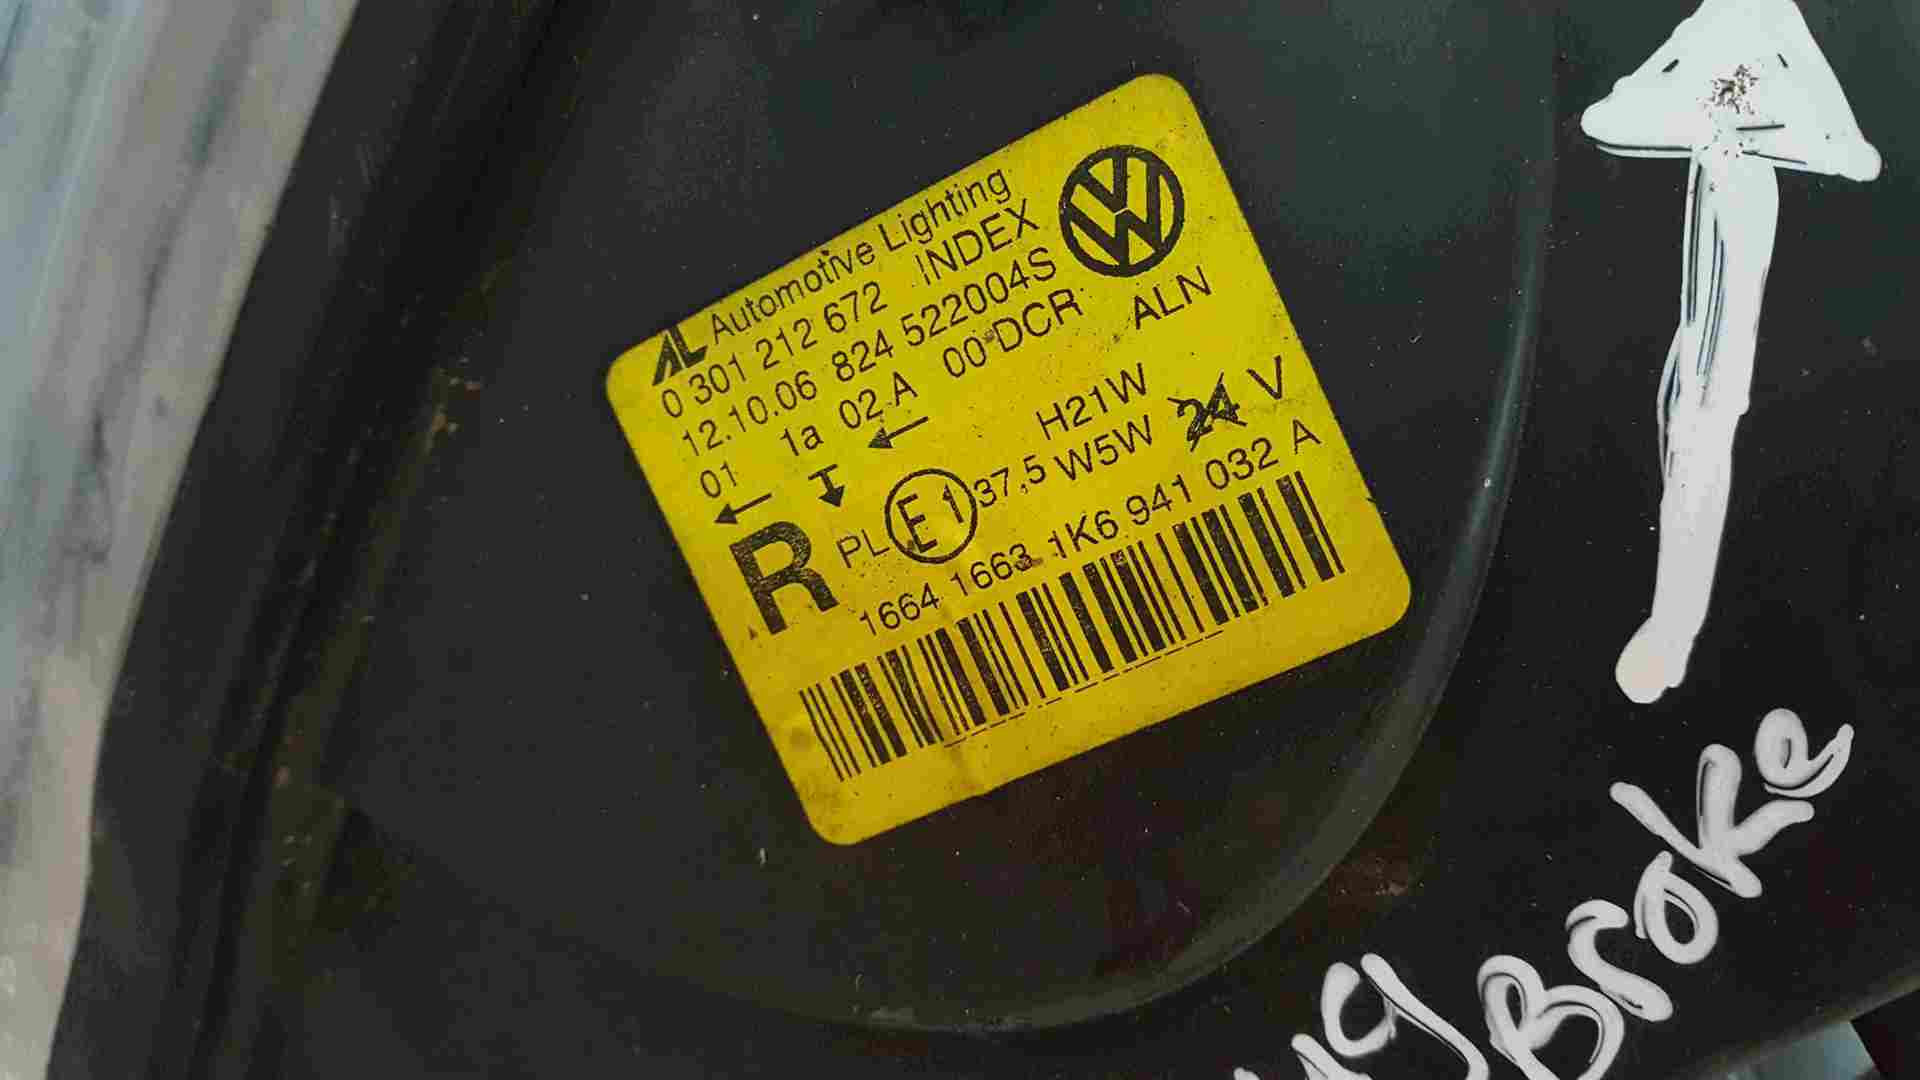 AL Automotive Lighting
0 301 212 672 INDEX
12.10.06 824 522004S
01 1a 02 A 00 DCR ALN
H21W
R PL E1 37,5 W5W 24 V
1664 1663 1K6 941 032 A
Broke